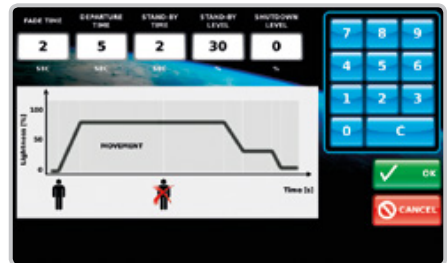 FADE TIME
DEPARTURE TIME
STAND-BY TIME
STAND-BY LEVEL
SHUTDOWN LEVEL
2
5
2
30
0
SEC
SEC
SEC
%
%
7 8 9
4 5 6
1 2 3
0 C
OK
CANCEL
Lightness [%]
100
50
0
MOVEMENT
Time [s]